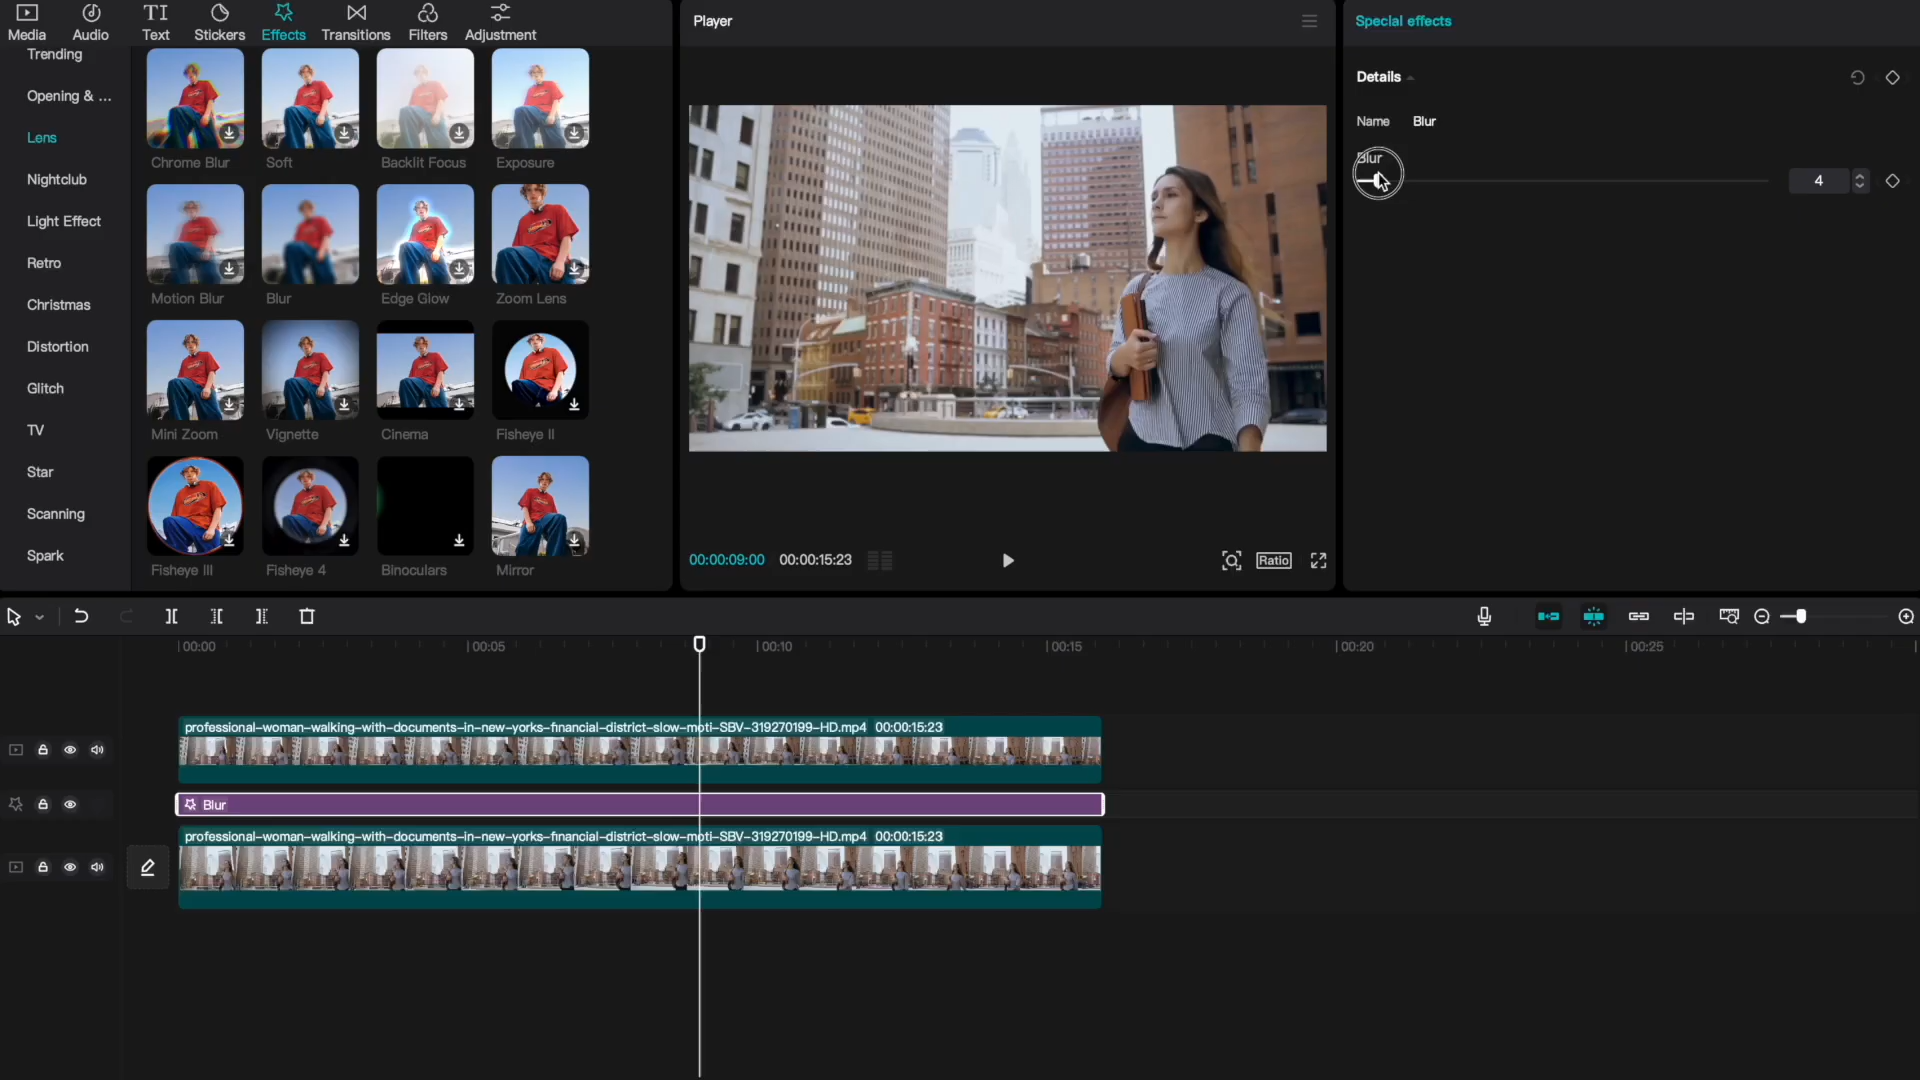 Media
Audio
Text
Stickers
Effects
Transitions
Filters
Adjustment
Trending
Opening & ...
Lens
Nightclub
Light Effect
Retro
Christmas
Distortion
Glitch
TV
Star
Scanning
Spark
Chrome Blur
Soft
Backlit Focus
Exposure
Motion Blur
Blur
Edge Glow
Zoom Lens
Mini Zoom
Vignette
Cinema
Fisheye II
Fisheye III
Fisheye 4
Binoculars
Mirror
Player
00:00:09:00 00:00:15:23
Ratio
Special effects
Details
Name Blur
Blur
4
00:00 00:05 00:10 00:15 00:20 00:25
professional-woman-walking-with-documents-in-new-yorks-financial-district-slow-moti-SBV-319270199-HD.mp4 00:00:15:23
Blur
professional-woman-walking-with-documents-in-new-yorks-financial-district-slow-moti-SBV-319270199-HD.mp4 00:00:15:23